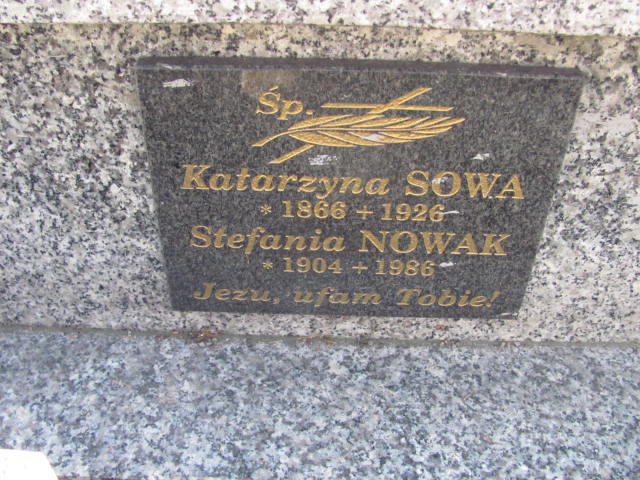 Śp.
Katarzyna SOWA
* 1866 + 1926
Stefania NOWAK
* 1904 + 1986
Jezu, ufam Tobie!